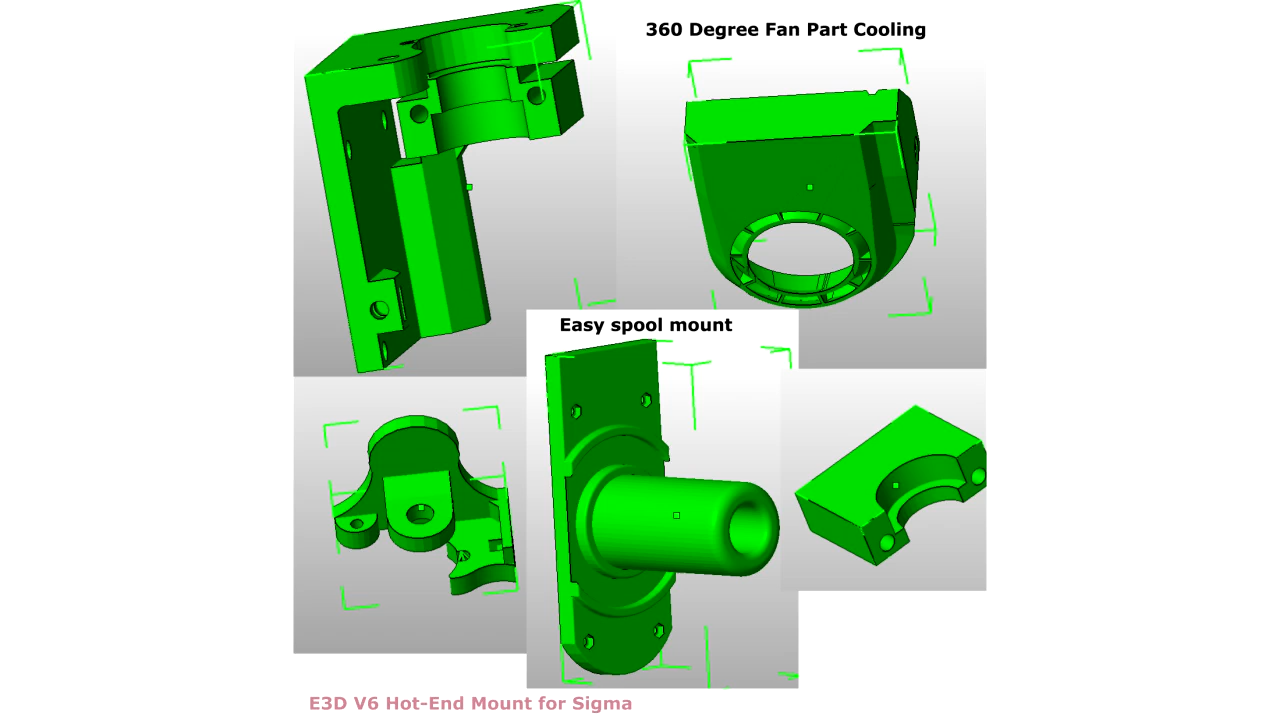 360 Degree Fan Part Cooling
Easy spool mount
E3D V6 Hot-End Mount for Sigma